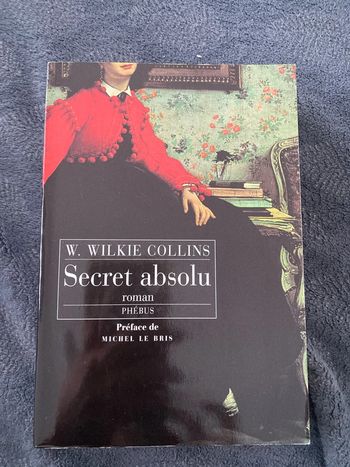 W. WILKIE COLLINS
Secret absolu
roman
PHÉBUS
Préface de
MICHEL LE BRIS